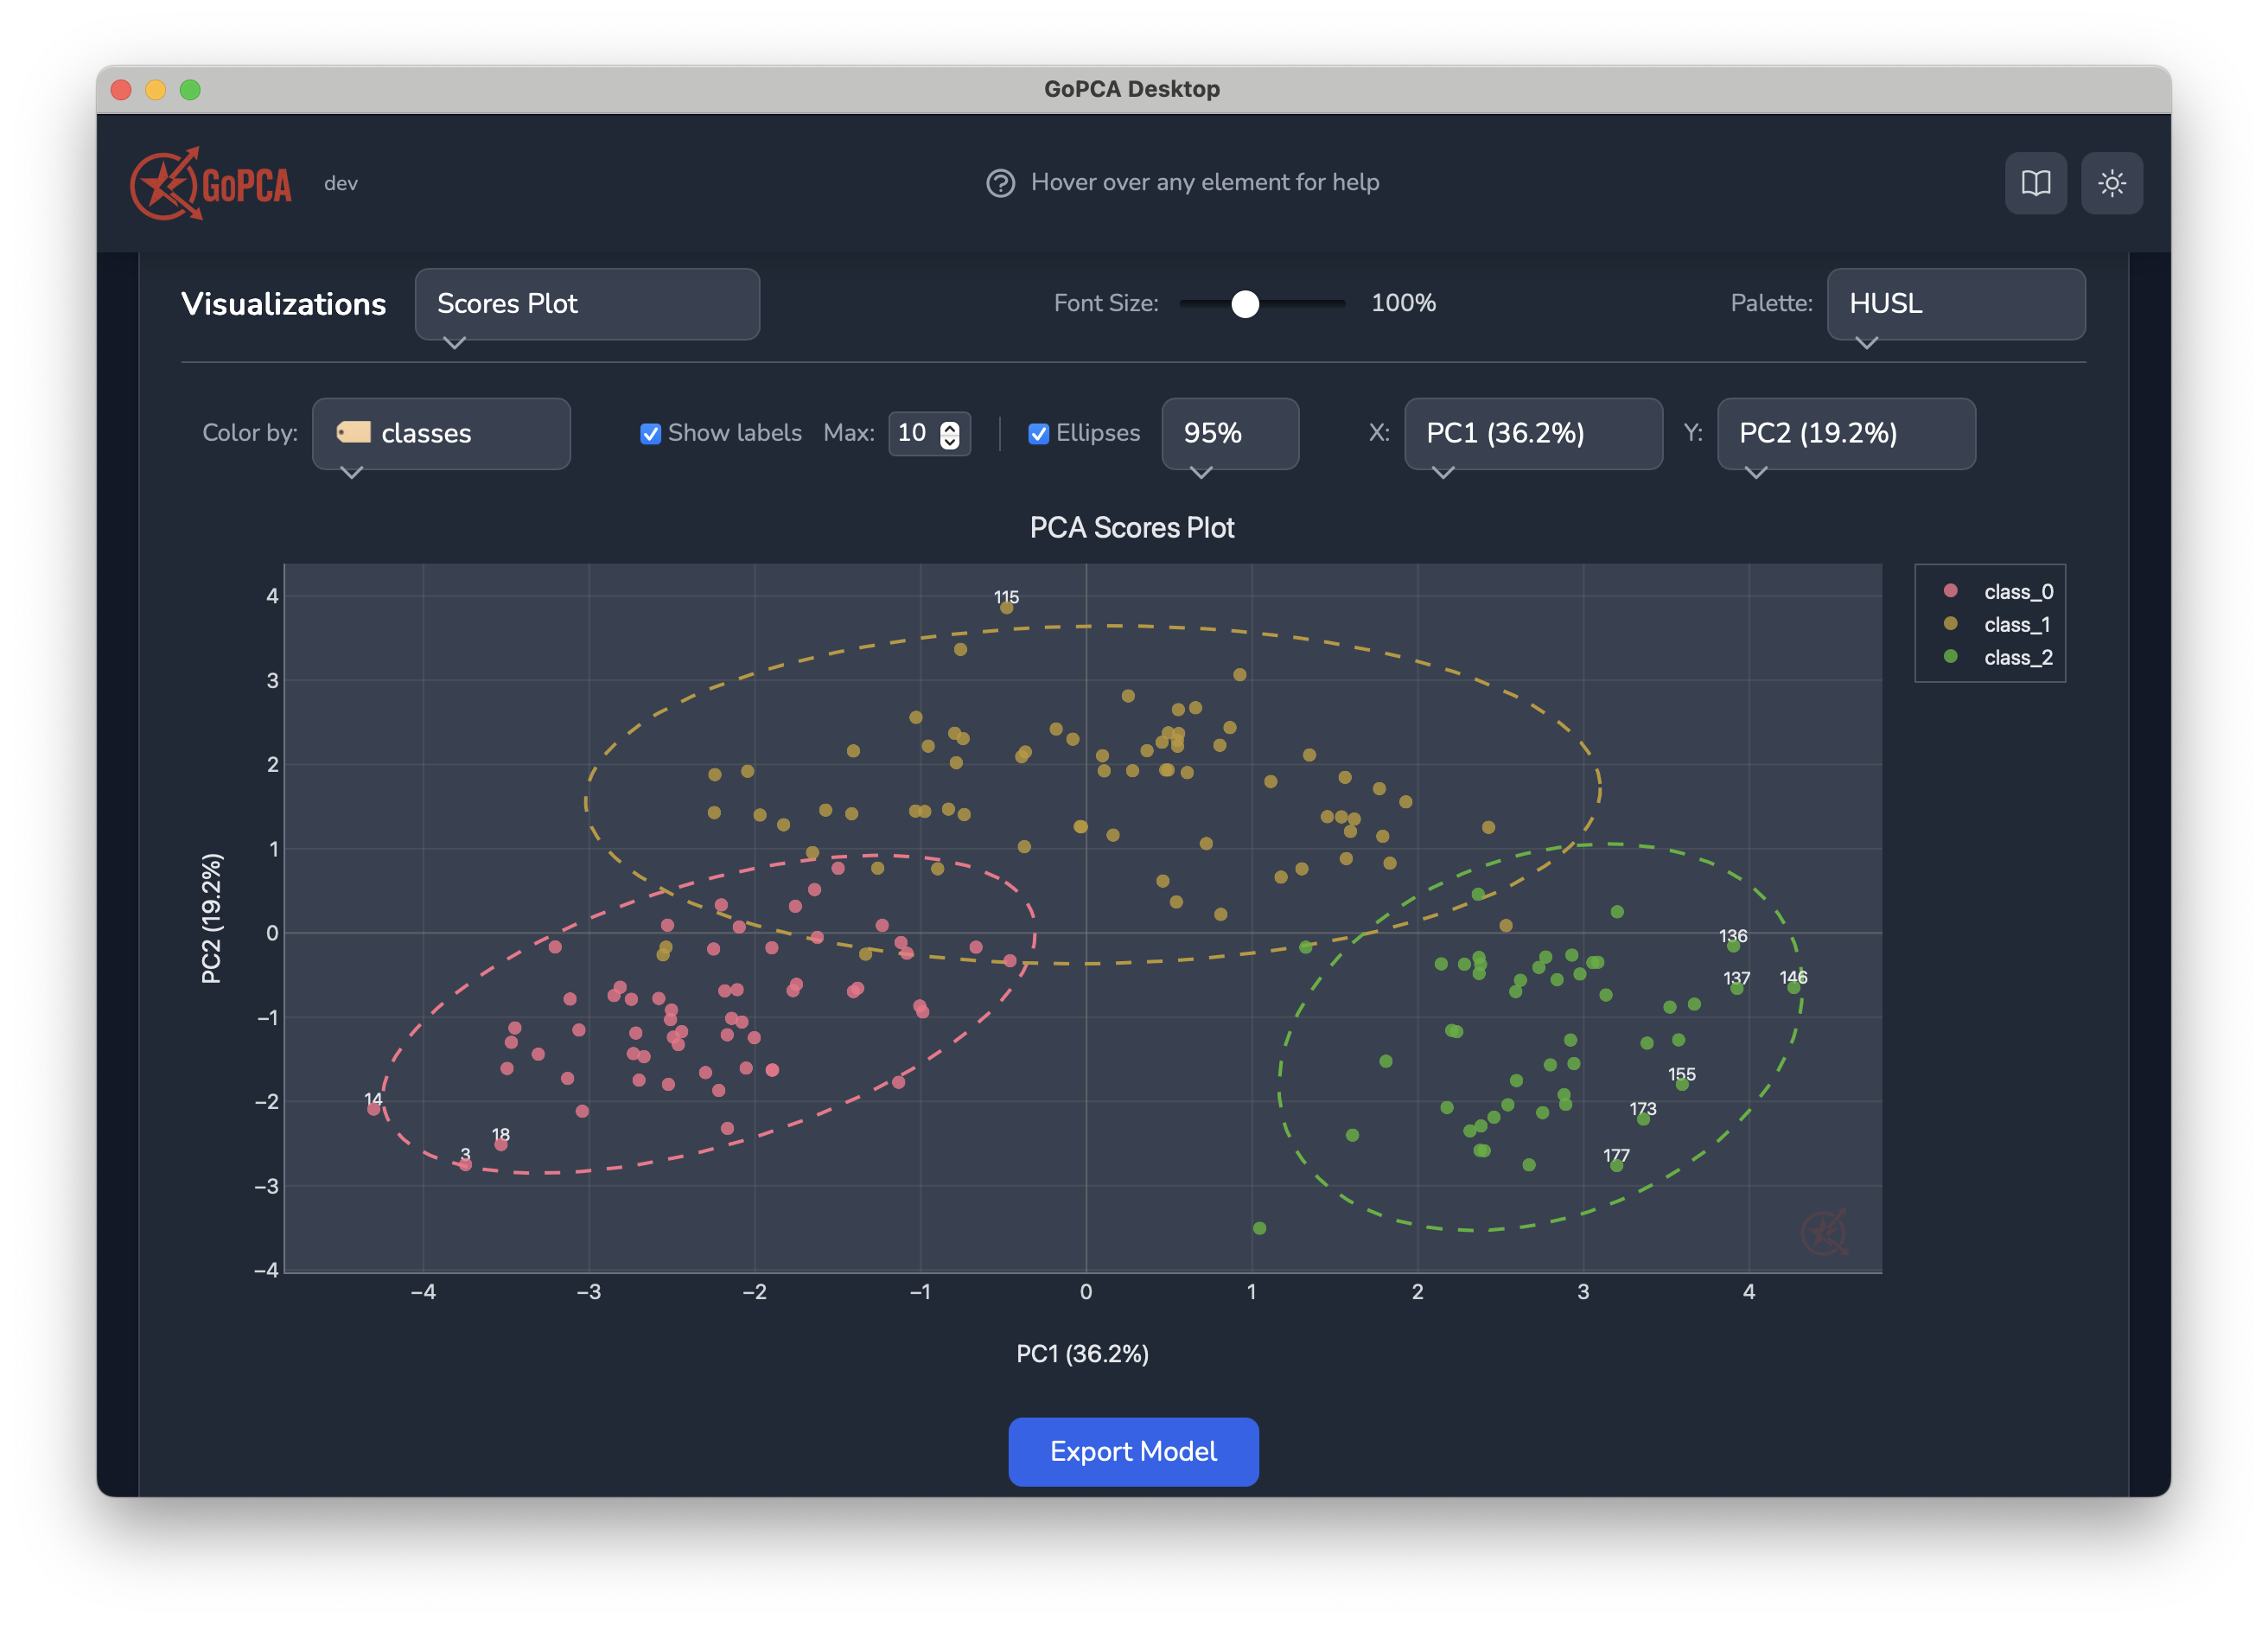 GoPCA Desktop
GoPCA dev
Hover over any element for help
Visualizations Scores Plot Font Size: 100% Palette: HUSL
Color by: classes Show labels Max: 10 Ellipses 95% X: PC1 (36.2%) Y: PC2 (19.2%)
PCA Scores Plot
class_0
class_1
class_2
4
3
2
1
0
−1
−2
−3
−4
PC2 (19.2%)
115
136
137
146
155
173
177
14
18
3
−4 −3 −2 −1 0 1 2 3 4
PC1 (36.2%)
Export Model